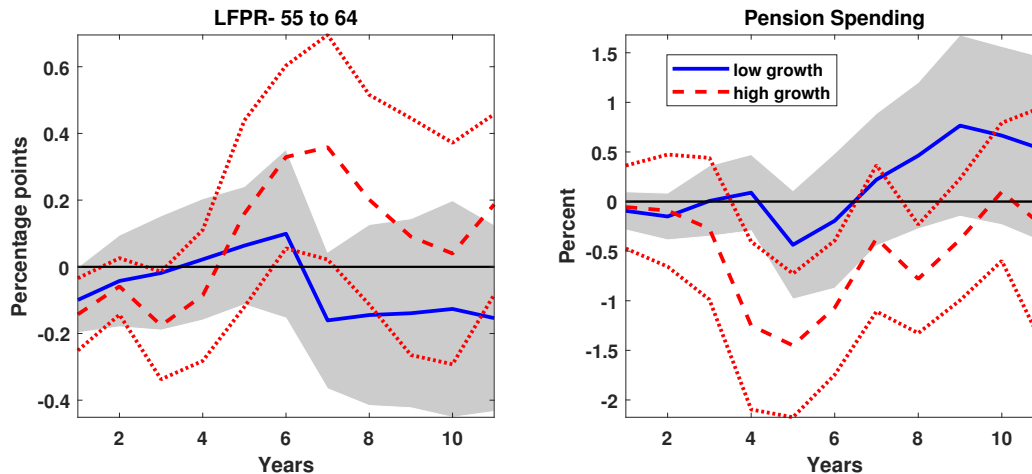 LFPR- 55 to 64
Percentage points
0.6
0.4
0.2
0
-0.2
-0.4
2 4 6 8 10
Years
Pension Spending
Percent
1.5
1
0.5
0
-0.5
-1
-1.5
-2
low growth
high growth
2 4 6 8 10
Years